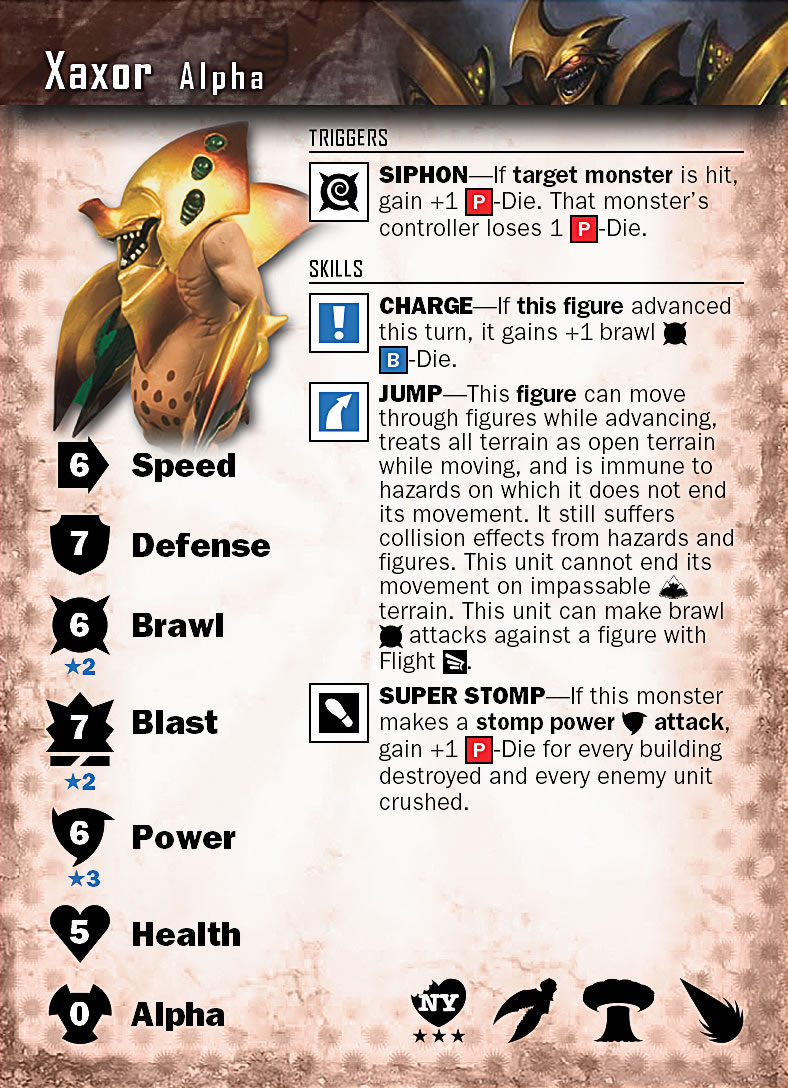 Xaxor Alpha
TRIGGERS
SIPHON—If target monster is hit,
gain +1 P-Die. That monster's
controller loses 1 P-Die.
SKILLS
CHARGE—If this figure advanced
this turn, it gains +1 brawl
B-Die.
JUMP—This figure can move
through figures while advancing,
treats all terrain as open terrain
while moving, and is immune to
hazards on which it does not end
its movement. It still suffers
collision effects from hazards and
figures. This unit cannot end its
movement on impassable
terrain. This unit can make brawl
attacks against a figure with
Flight .
SUPER STOMP—If this monster
makes a stomp power attack,
gain +1 P-Die for every building
destroyed and every enemy unit
crushed.
6 Speed
7 Defense
6 Brawl
★2
7 Blast
★2
6 Power
★3
5 Health
0 Alpha
NY
★★★